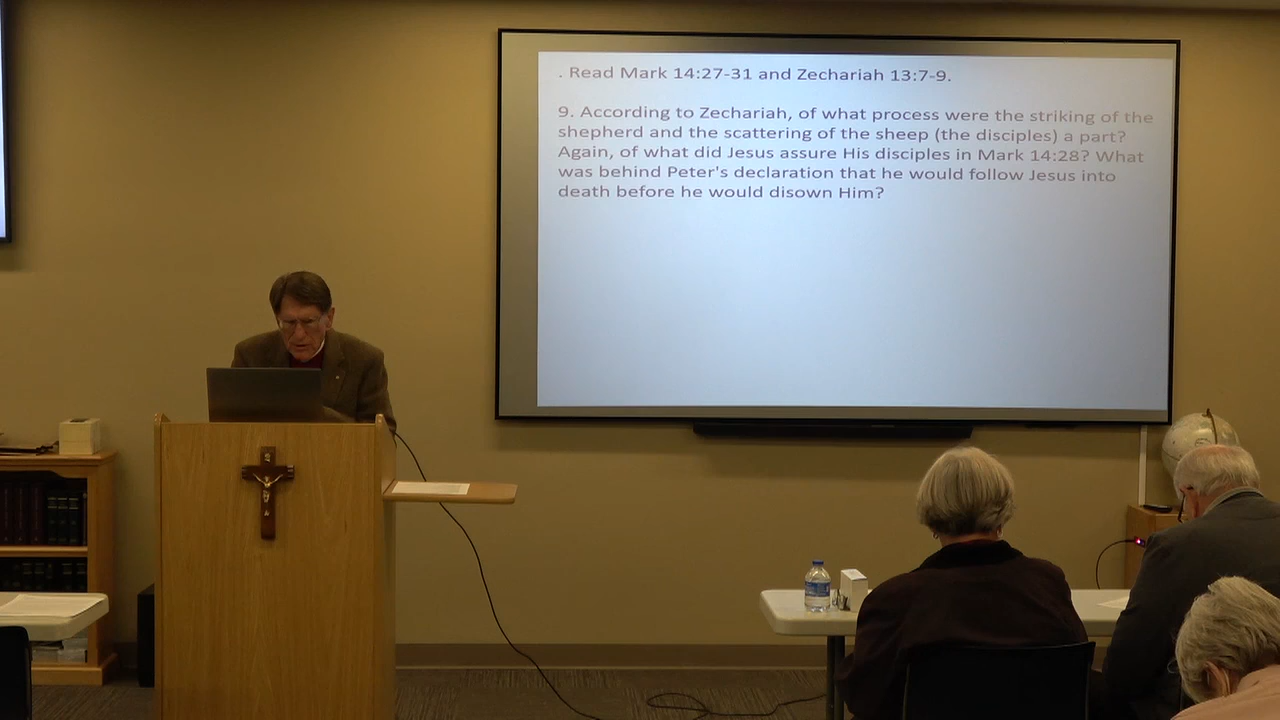 . Read Mark 14:27-31 and Zechariah 13:7-9.
9. According to Zechariah, of what process were the striking of the
shepherd and the scattering of the sheep (the disciples) a part?
Again, of what did Jesus assure His disciples in Mark 14:28? What
was behind Peter's declaration that he would follow Jesus into
death before he would disown Him?